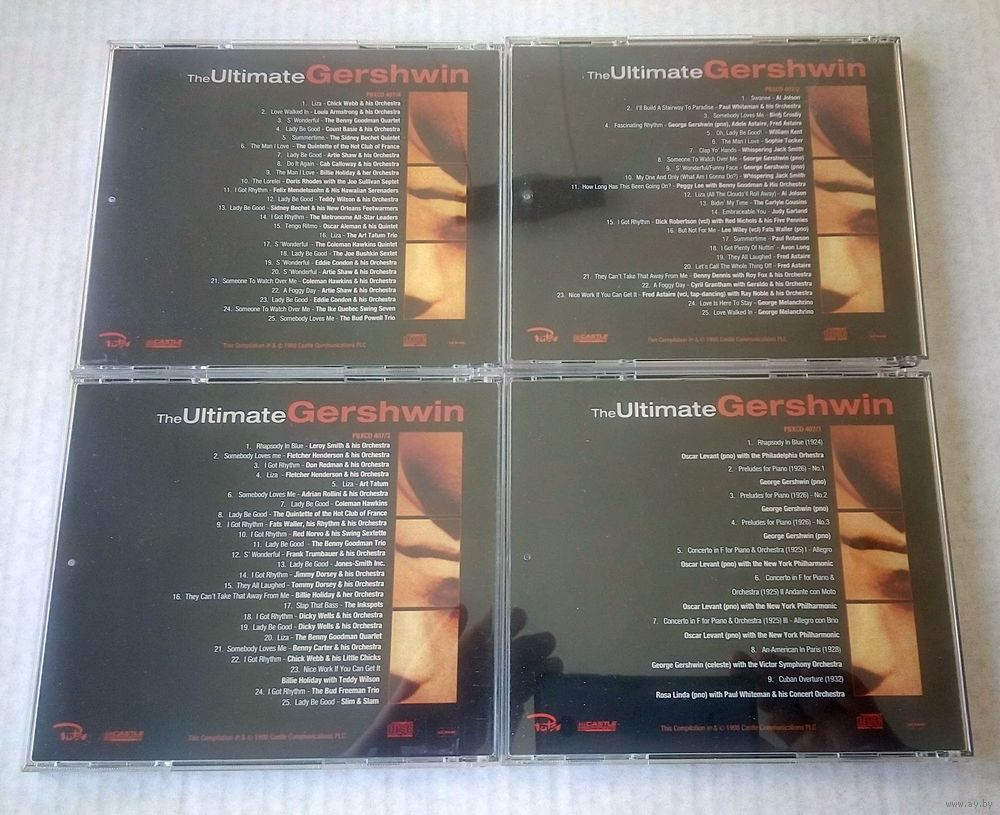 The Ultimate Gershwin
PBXCD 407/4
1. Liza - Chick Webb & his Orchestra
2. Love Walked In - Louis Armstrong & his Orchestra
3. S' Wonderful - The Benny Goodman Quartet
4. Lady Be Good - Count Basie & his Orchestra
5. Summertime - The Sidney Bechet Quintet
6. The Man I Love - The Quintette of the Hot Club of France
7. Lady Be Good - Artie Shaw & his Orchestra
8. Do It Again - Cab Calloway & his Orchestra
9. The Man I Love - Billie Holiday & her Orchestra
10. The Lorelei - Doris Rhodes with the Joe Sullivan Septet
11. I Got Rhythm - Felix Mendelssohn & His Hawaiian Serenaders
12. Lady Be Good - Teddy Wilson & his Orchestra
13. Lady Be Good - Sidney Bechet & his New Orleans Feetwarmers
14. I Got Rhythm - The Metronome All-Star Leaders
15. Tengo Ritmo - Oscar Aleman & his Quintet
16. Liza - The Art Tatum Trio
17. S' Wonderful - The Coleman Hawkins Quintet
18. Lady Be Good - The Joe Bushkin Sextet
19. S 'Wonderful - Eddie Condon & his Orchestra
20. S 'Wonderful - Artie Shaw & his Orchestra
21. Someone To Watch Over Me - Coleman Hawkins & his Orchestra
22. A Foggy Day - Artie Shaw & his Orchestra
23. Lady Be Good - Eddie Condon & his Orchestra
24. Someone To Watch Over Me - The Ike Quebec Swing Seven
25. Somebody Loves Me - The Bud Powell Trio
CASTLE
This Compilation ℗ & © 1998 Castle Communications PLC
The Ultimate Gershwin
PBXCD 407/2
1. Swanee - Al Jolson
2. I'll Build A Stairway To Paradise - Paul Whiteman & his Orchestra
3. Somebody Loves Me - Bing Crosby
4. Fascinating Rhythm - George Gershwin (pno), Adele Astaire, Fred Astaire
5. Oh, Lady Be Good! - William Kent
6. The Man I Love - Sophie Tucker
7. Clap Yo' Hands - Whispering Jack Smith
8. Someone To Watch Over Me - George Gershwin (pno)
9. S' Wonderful/Funny Face - George Gershwin (pno)
10. My One And Only (What Am I Gonna Do?) - Whispering Jack Smith
11. How Long Has This Been Going On? - Peggy Lee with Benny Goodman & His Orchestra
12. Liza (All The Clouds'll Roll Away) - Al Jolson
13. Bidin' My Time - The Carlyle Cousins
14. Embraceable You - Judy Garland
15. I Got Rhythm - Dick Robertson (vcl) with Red Nichols & his Five Pennies
16. But Not For Me - Lee Wiley (vcl) Fats Waller (pno)
17. Summertime - Paul Robeson
18. I Got Plenty Of Nuttin' - Avon Long
19. They All Laughed - Fred Astaire
20. Let's Call The Whole Thing Off - Fred Astaire
21. They Can't Take That Away From Me - Denny Dennis with Roy Fox & his Orchestra
22. A Foggy Day - Cyril Grantham with Geraldo & his Orchestra
23. Nice Work If You Can Get It - Fred Astaire (vcl, tap-dancing) with Ray Noble & his Orchestra
24. Love Is Here To Stay - George Melanchrino
25. Love Walked In - George Melanchrino
CASTLE
This Compilation ℗ & © 1998 Castle Communications PLC
The Ultimate Gershwin
PBXCD 407/3
1. Rhapsody In Blue - Leroy Smith & his Orchestra
2. Somebody Loves me - Fletcher Henderson & his Orchestra
3. I Got Rhythm - Don Redman & his Orchestra
4. Liza - Fletcher Henderson & his Orchestra
5. Liza - Art Tatum
6. Somebody Loves Me - Adrian Rollini & his Orchestra
7. Lady Be Good - Coleman Hawkins
8. Lady Be Good - The Quintette of the Hot Club of France
9. I Got Rhythm - Fats Waller, his Rhythm & his Orchestra
10. I Got Rhythm - Red Norvo & his Swing Sextette
11. Lady Be Good - The Benny Goodman Trio
12. S' Wonderful - Frank Trumbauer & his Orchestra
13. Lady Be Good - Jones-Smith Inc.
14. I Got Rhythm - Jimmy Dorsey & his Orchestra
15. They All Laughed - Tommy Dorsey & his Orchestra
16. They Can't Take That Away From Me - Billie Holiday & her Orchestra
17. Slap That Bass - The Inkspots
18. I Got Rhythm - Dicky Wells & his Orchestra
19. Lady Be Good - Dicky Wells & his Orchestra
20. Liza - The Benny Goodman Quartet
21. Somebody Loves Me - Benny Carter & his Orchestra
22. I Got Rhythm - Chick Webb & his Little Chicks
23. Nice Work If You Can Get It
Billie Holiday with Teddy Wilson
24. I Got Rhythm - The Bud Freeman Trio
25. Lady Be Good - Slim & Slam
CASTLE
This Compilation ℗ & © 1998 Castle Communications PLC
The Ultimate Gershwin
PBXCD 407/1
1. Rhapsody In Blue (1924)
Oscar Levant (pno) with the Philadelphia Orhestra
2. Preludes for Piano (1926) - No.1
George Gershwin (pno)
3. Preludes for Piano (1926) - No.2
George Gershwin (pno)
4. Preludes for Piano (1926) - No.3
George Gershwin (pno)
5. Concerto in F for Piano & Orchestra (1925) I - Allegro
Oscar Levant (pno) with the New York Philharmonic
6. Concerto in F for Piano &
Orchestra (1925) II Andante con Moto
Oscar Levant (pno) with the New York Philharmonic
7. Concerto in F for Piano & Orchestra (1925) III - Allegro con Brio
Oscar Levant (pno) with the New York Philharmonic
8. An American In Paris (1928)
George Gershwin (celeste) with the Victor Symphony Orchestra
9. Cuban Overture (1932)
Rosa Linda (pno) with Paul Whiteman & his Concert Orchestra
CASTLE
This Compilation ℗ & © 1998 Castle Communications PLC
www.ay.by